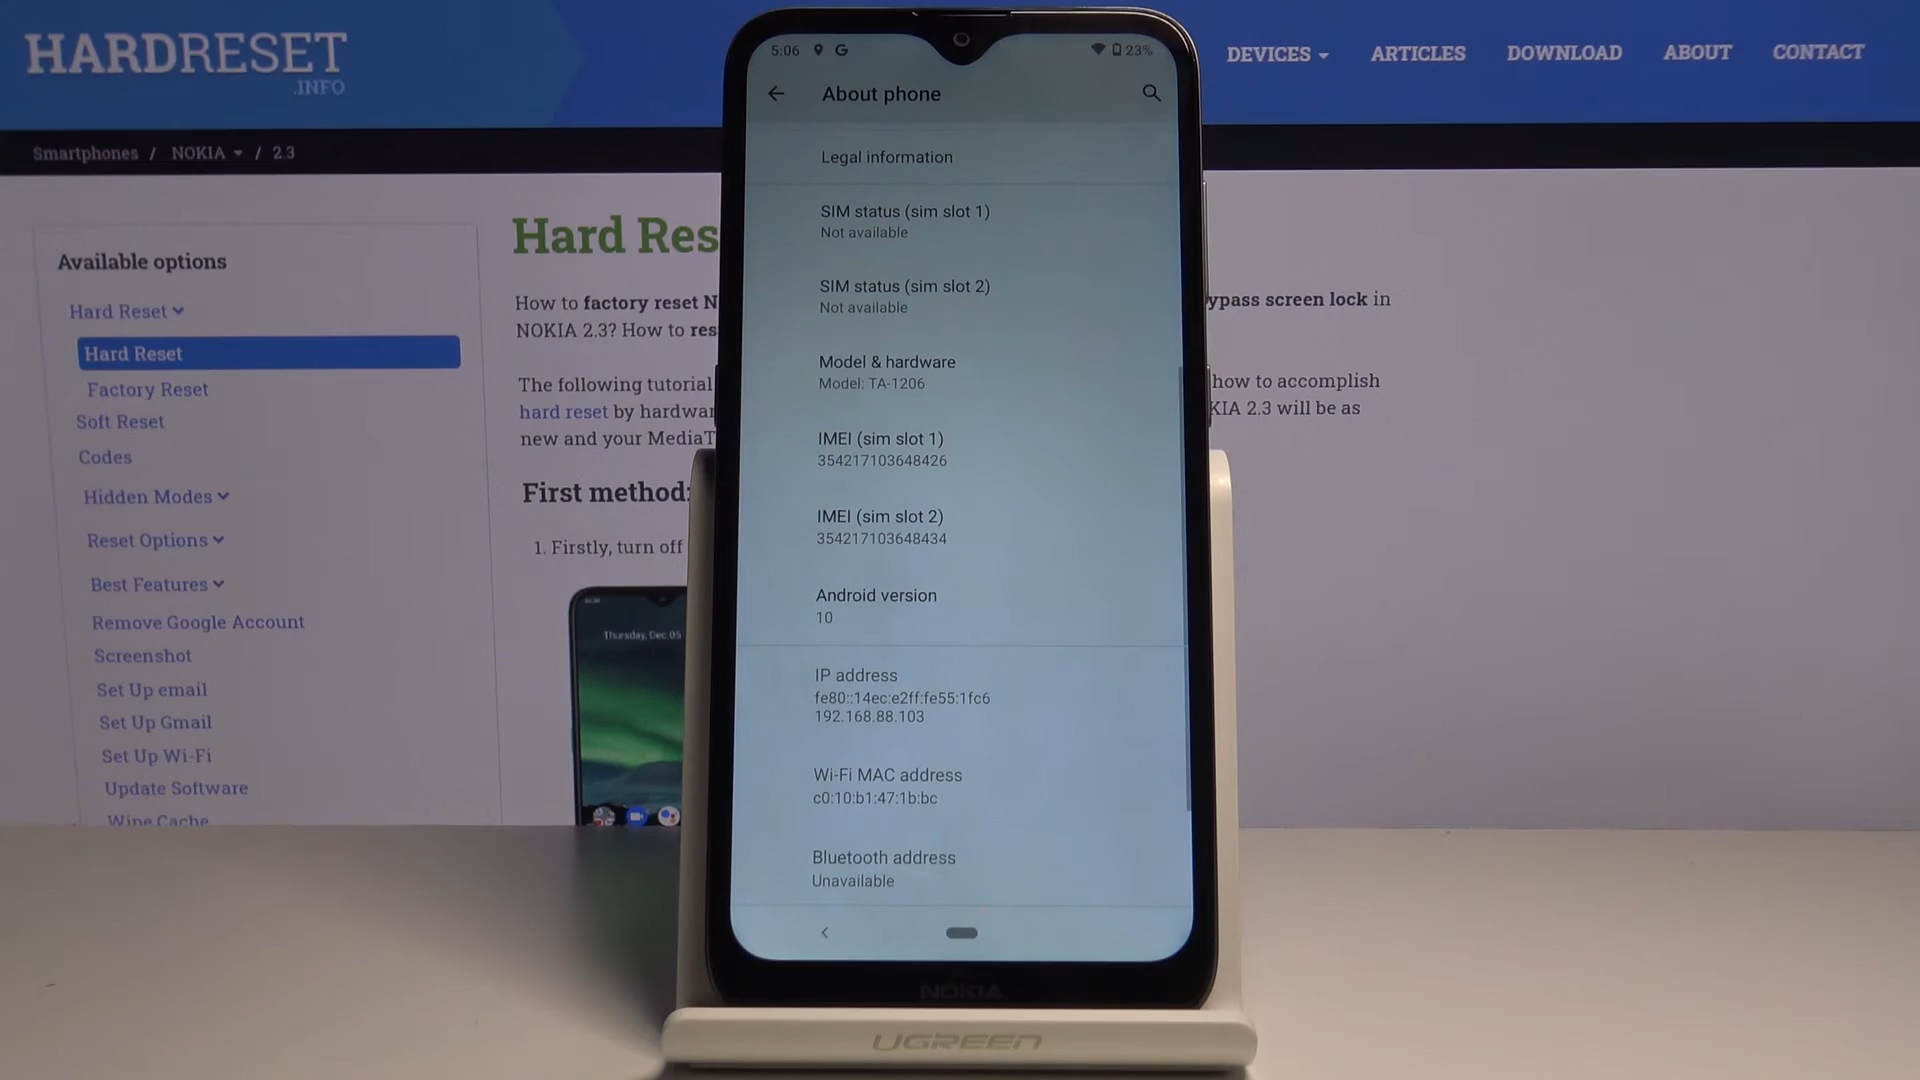 HARDRESET
.INFO
DEVICES
ARTICLES
DOWNLOAD
ABOUT
CONTACT
Smartphones / NOKIA / 2.3
Available options
Hard Reset
Hard Reset
Factory Reset
Soft Reset
Codes
Hidden Modes
Reset Options
Best Features
Remove Google Account
Screenshot
Set Up email
Set Up Gmail
Set Up Wi-Fi
Update Software
Wipe Cache
Hard Res
How to factory reset N
ypass screen lock in
NOKIA 2.3? How to res
The following tutorial
how to accomplish
hard reset by hardwar
KIA 2.3 will be as
new and your MediaT
First method:
1. Firstly, turn off
Thursday, Dec 05
5:06
G
23%
About phone
Legal information
SIM status (sim slot 1)
Not available
SIM status (sim slot 2)
Not available
Model & hardware
Model: TA-1206
IMEI (sim slot 1)
354217103648426
IMEI (sim slot 2)
354217103648434
Android version
10
IP address
fe80::14ec:e2ff:fe55:1fc6
192.168.88.103
Wi-Fi MAC address
c0:10:b1:47:1b:bc
Bluetooth address
Unavailable
NOKIA
UGREEN